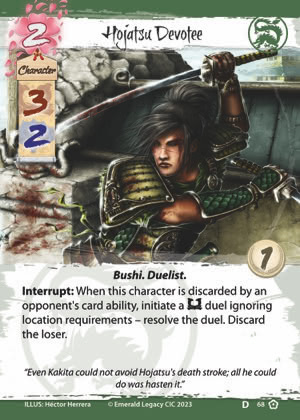 2
Hojatsu Devotee
Character
3
2
1
Bushi. Duelist.
Interrupt: When this character is discarded by an
opponent's card ability, initiate a duel ignoring
location requirements – resolve the duel. Discard
the loser.
"Even Kakita could not avoid Hojatsu's death stroke; all he could
do was hasten it."
ILLUS: Héctor Herrera © Emerald Legacy CIC 2023
D 68